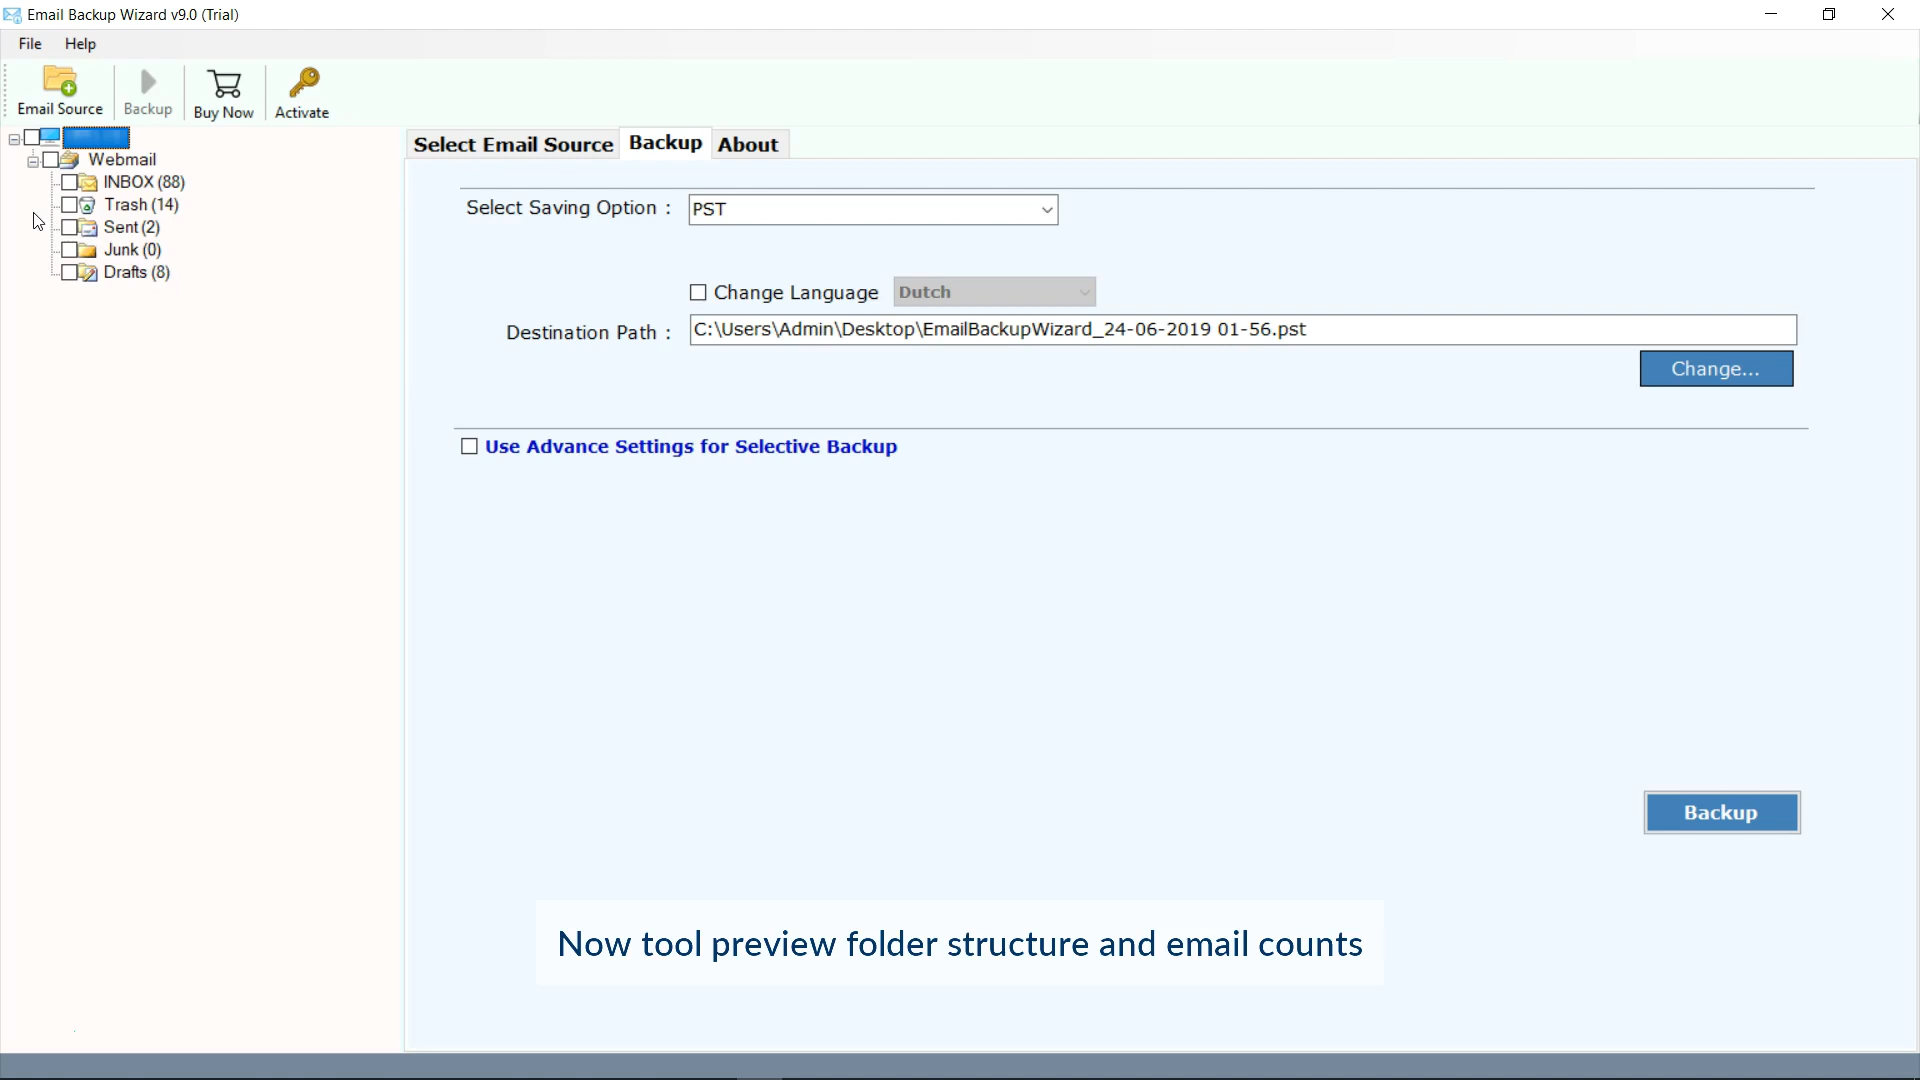 Email Backup Wizard v9.0 (Trial)
File Help
Email Source Backup Buy Now Activate
Webmail
INBOX (88)
Trash (14)
Sent (2)
Junk (0)
Drafts (8)
Select Email Source Backup About
Select Saving Option : PST
Change Language Dutch
Destination Path : C:\Users\Admin\Desktop\EmailBackupWizard_24-06-2019 01-56.pst
Change...
Use Advance Settings for Selective Backup
Backup
Now tool preview folder structure and email counts